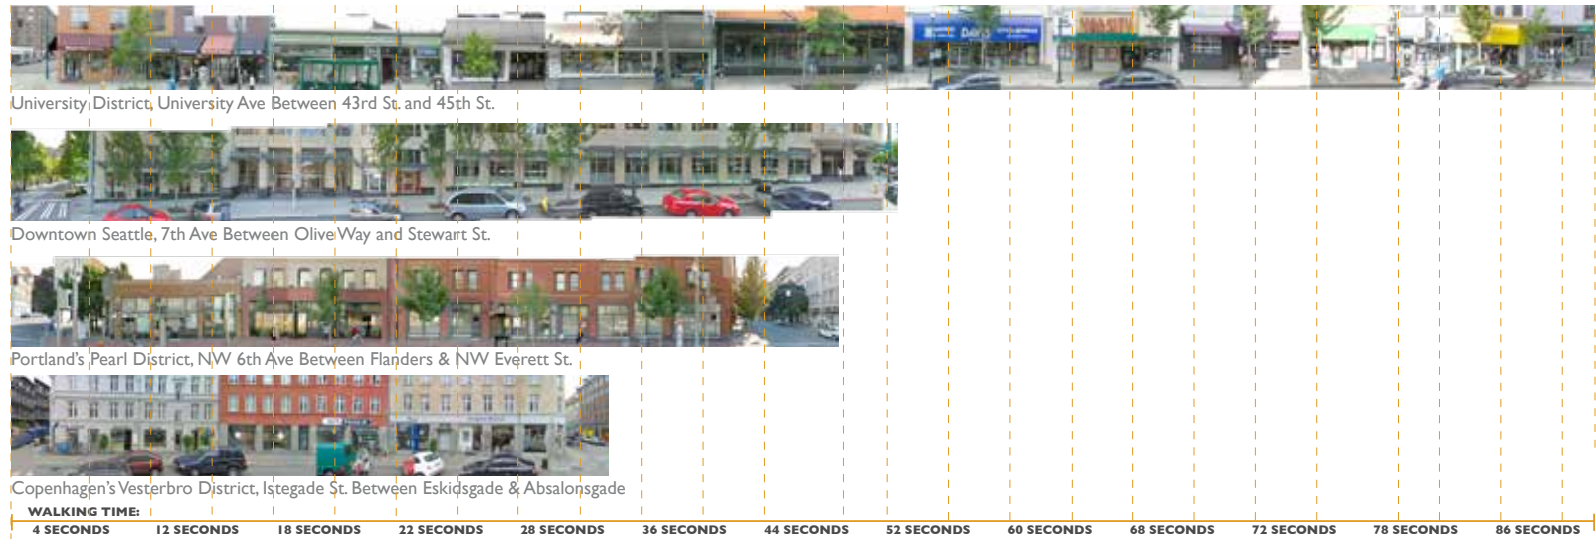 DAVID
VARSITY
University District, University Ave Between 43rd St. and 45th St.
Downtown Seattle, 7th Ave Between Olive Way and Stewart St.
Portland's Pearl District, NW 6th Ave Between Flanders & NW Everett St.
Copenhagen's Vesterbro District, Istegade St. Between Eskidsgade & Absalonsgade
WALKING TIME:
4 SECONDS 12 SECONDS 18 SECONDS 22 SECONDS 28 SECONDS 36 SECONDS 44 SECONDS 52 SECONDS 60 SECONDS 68 SECONDS 72 SECONDS 78 SECONDS 86 SECONDS